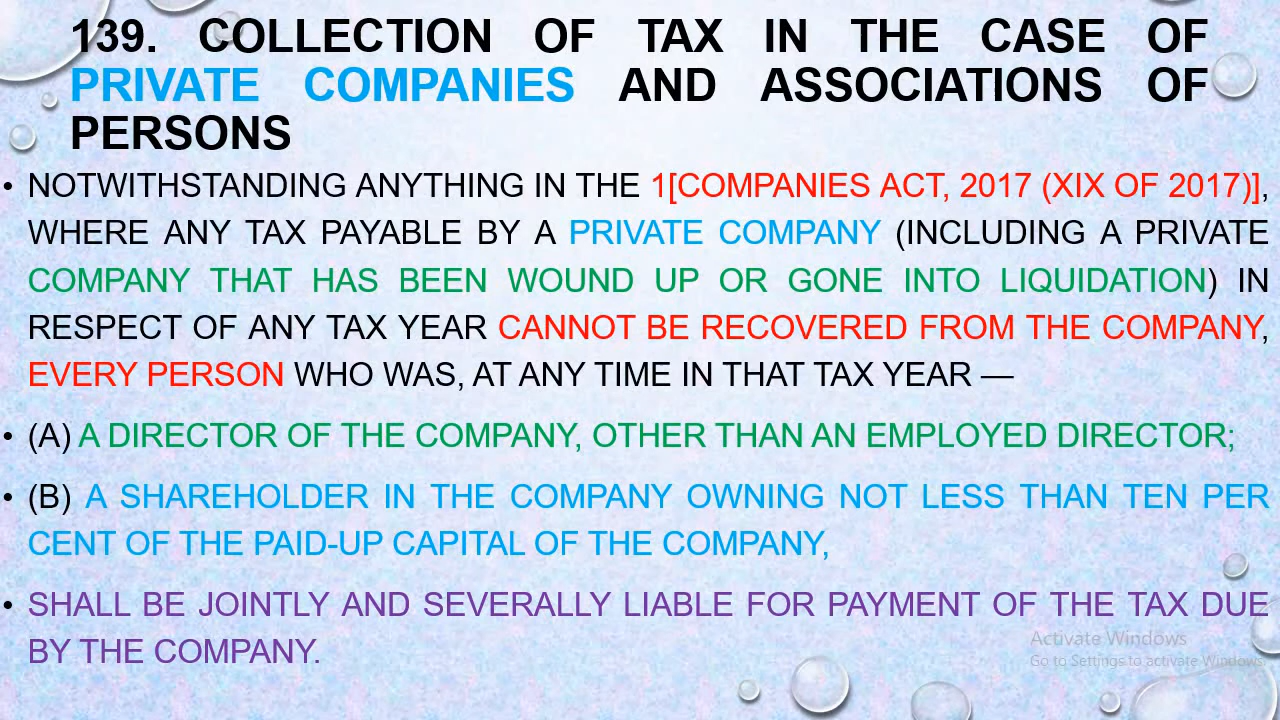 139. COLLECTION OF TAX IN THE CASE OF
PRIVATE COMPANIES AND ASSOCIATIONS OF
PERSONS
• NOTWITHSTANDING ANYTHING IN THE 1[COMPANIES ACT, 2017 (XIX OF 2017)],
WHERE ANY TAX PAYABLE BY A PRIVATE COMPANY (INCLUDING A PRIVATE
COMPANY THAT HAS BEEN WOUND UP OR GONE INTO LIQUIDATION) IN
RESPECT OF ANY TAX YEAR CANNOT BE RECOVERED FROM THE COMPANY,
EVERY PERSON WHO WAS, AT ANY TIME IN THAT TAX YEAR —
• (A) A DIRECTOR OF THE COMPANY, OTHER THAN AN EMPLOYED DIRECTOR;
• (B) A SHAREHOLDER IN THE COMPANY OWNING NOT LESS THAN TEN PER
CENT OF THE PAID-UP CAPITAL OF THE COMPANY,
• SHALL BE JOINTLY AND SEVERALLY LIABLE FOR PAYMENT OF THE TAX DUE
BY THE COMPANY.
Activate Windows
Go to Settings to activate Windows.